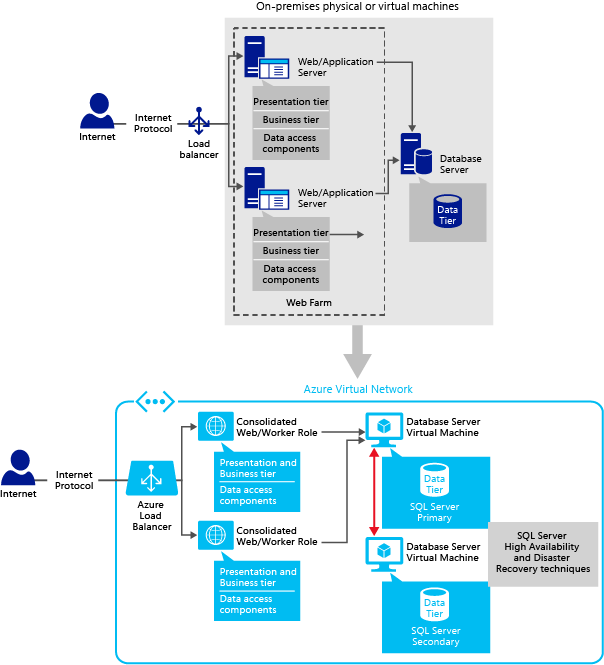 On-premises physical or virtual machines
Web/Application
Server
Presentation tier
Business tier
Data access
components
Internet
Internet
Protocol
Load
balancer
Database
Server
Data
Tier
Web/Application
Server
Presentation tier
Business tier
Data access
components
Web Farm
Azure Virtual Network
Consolidated
Web/Worker Role
Presentation and
Business tier
Data access
components
Database Server
Virtual Machine
Data
Tier
SQL Server
Primary
Internet
Internet
Protocol
Azure
Load
Balancer
Consolidated
Web/Worker Role
Presentation and
Business tier
Data access
components
Database Server
Virtual Machine
Data
Tier
SQL Server
Secondary
SQL Server
High Availability
and Disaster
Recovery techniques